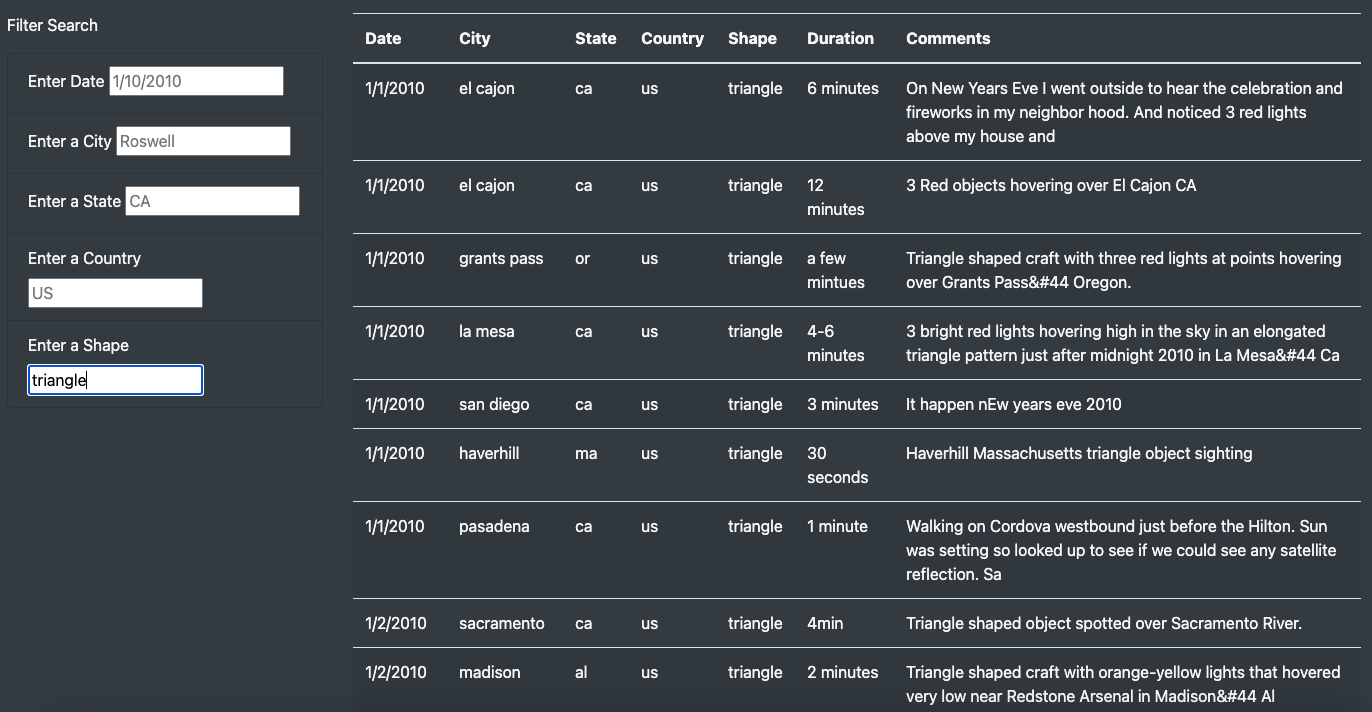 Filter Search
Enter Date 1/10/2010
Enter a City Roswell
Enter a State CA
Enter a Country
US
Enter a Shape
triangle
Date City State Country Shape Duration Comments
1/1/2010 el cajon ca us triangle 6 minutes On New Years Eve I went outside to hear the celebration and
fireworks in my neighbor hood. And noticed 3 red lights
above my house and
1/1/2010 el cajon ca us triangle 12 3 Red objects hovering over El Cajon CA
minutes
1/1/2010 grants pass or us triangle a few Triangle shaped craft with three red lights at points hovering
mintues over Grants Pass&#44 Oregon.
1/1/2010 la mesa ca us triangle 4-6 3 bright red lights hovering high in the sky in an elongated
minutes triangle pattern just after midnight 2010 in La Mesa&#44 Ca
1/1/2010 san diego ca us triangle 3 minutes It happen nEw years eve 2010
1/1/2010 haverhill ma us triangle 30 Haverhill Massachusetts triangle object sighting
seconds
1/1/2010 pasadena ca us triangle 1 minute Walking on Cordova westbound just before the Hilton. Sun
was setting so looked up to see if we could see any satellite
reflection. Sa
1/2/2010 sacramento ca us triangle 4min Triangle shaped object spotted over Sacramento River.
1/2/2010 madison al us triangle 2 minutes Triangle shaped craft with orange-yellow lights that hovered
very low near Redstone Arsenal in Madison&#44 Al